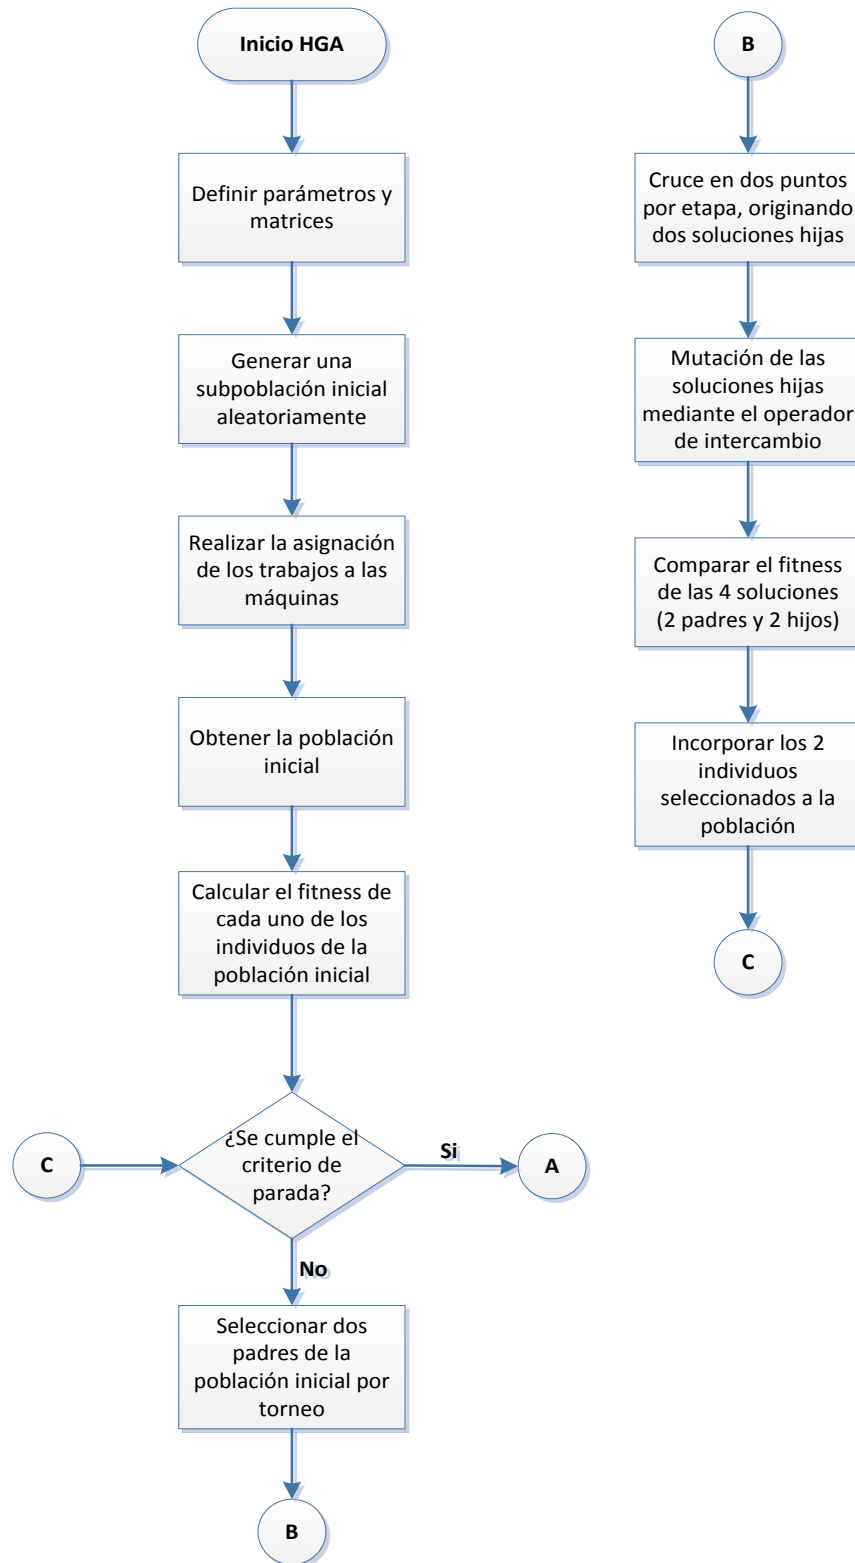 Inicio HGA
Definir parámetros y
matrices
Generar una
subpoblación inicial
aleatoriamente
Realizar la asignación
de los trabajos a las
máquinas
Obtener la población
inicial
Calcular el fitness de
cada uno de los
individuos de la
población inicial
C
¿Se cumple el
criterio de
parada?
Si
A
No
Seleccionar dos
padres de la
población inicial por
torneo
B
B
Cruce en dos puntos
por etapa, originando
dos soluciones hijas
Mutación de las
soluciones hijas
mediante el operador
de intercambio
Comparar el fitness
de las 4 soluciones
(2 padres y 2 hijos)
Incorporar los 2
individuos
seleccionados a la
población
C